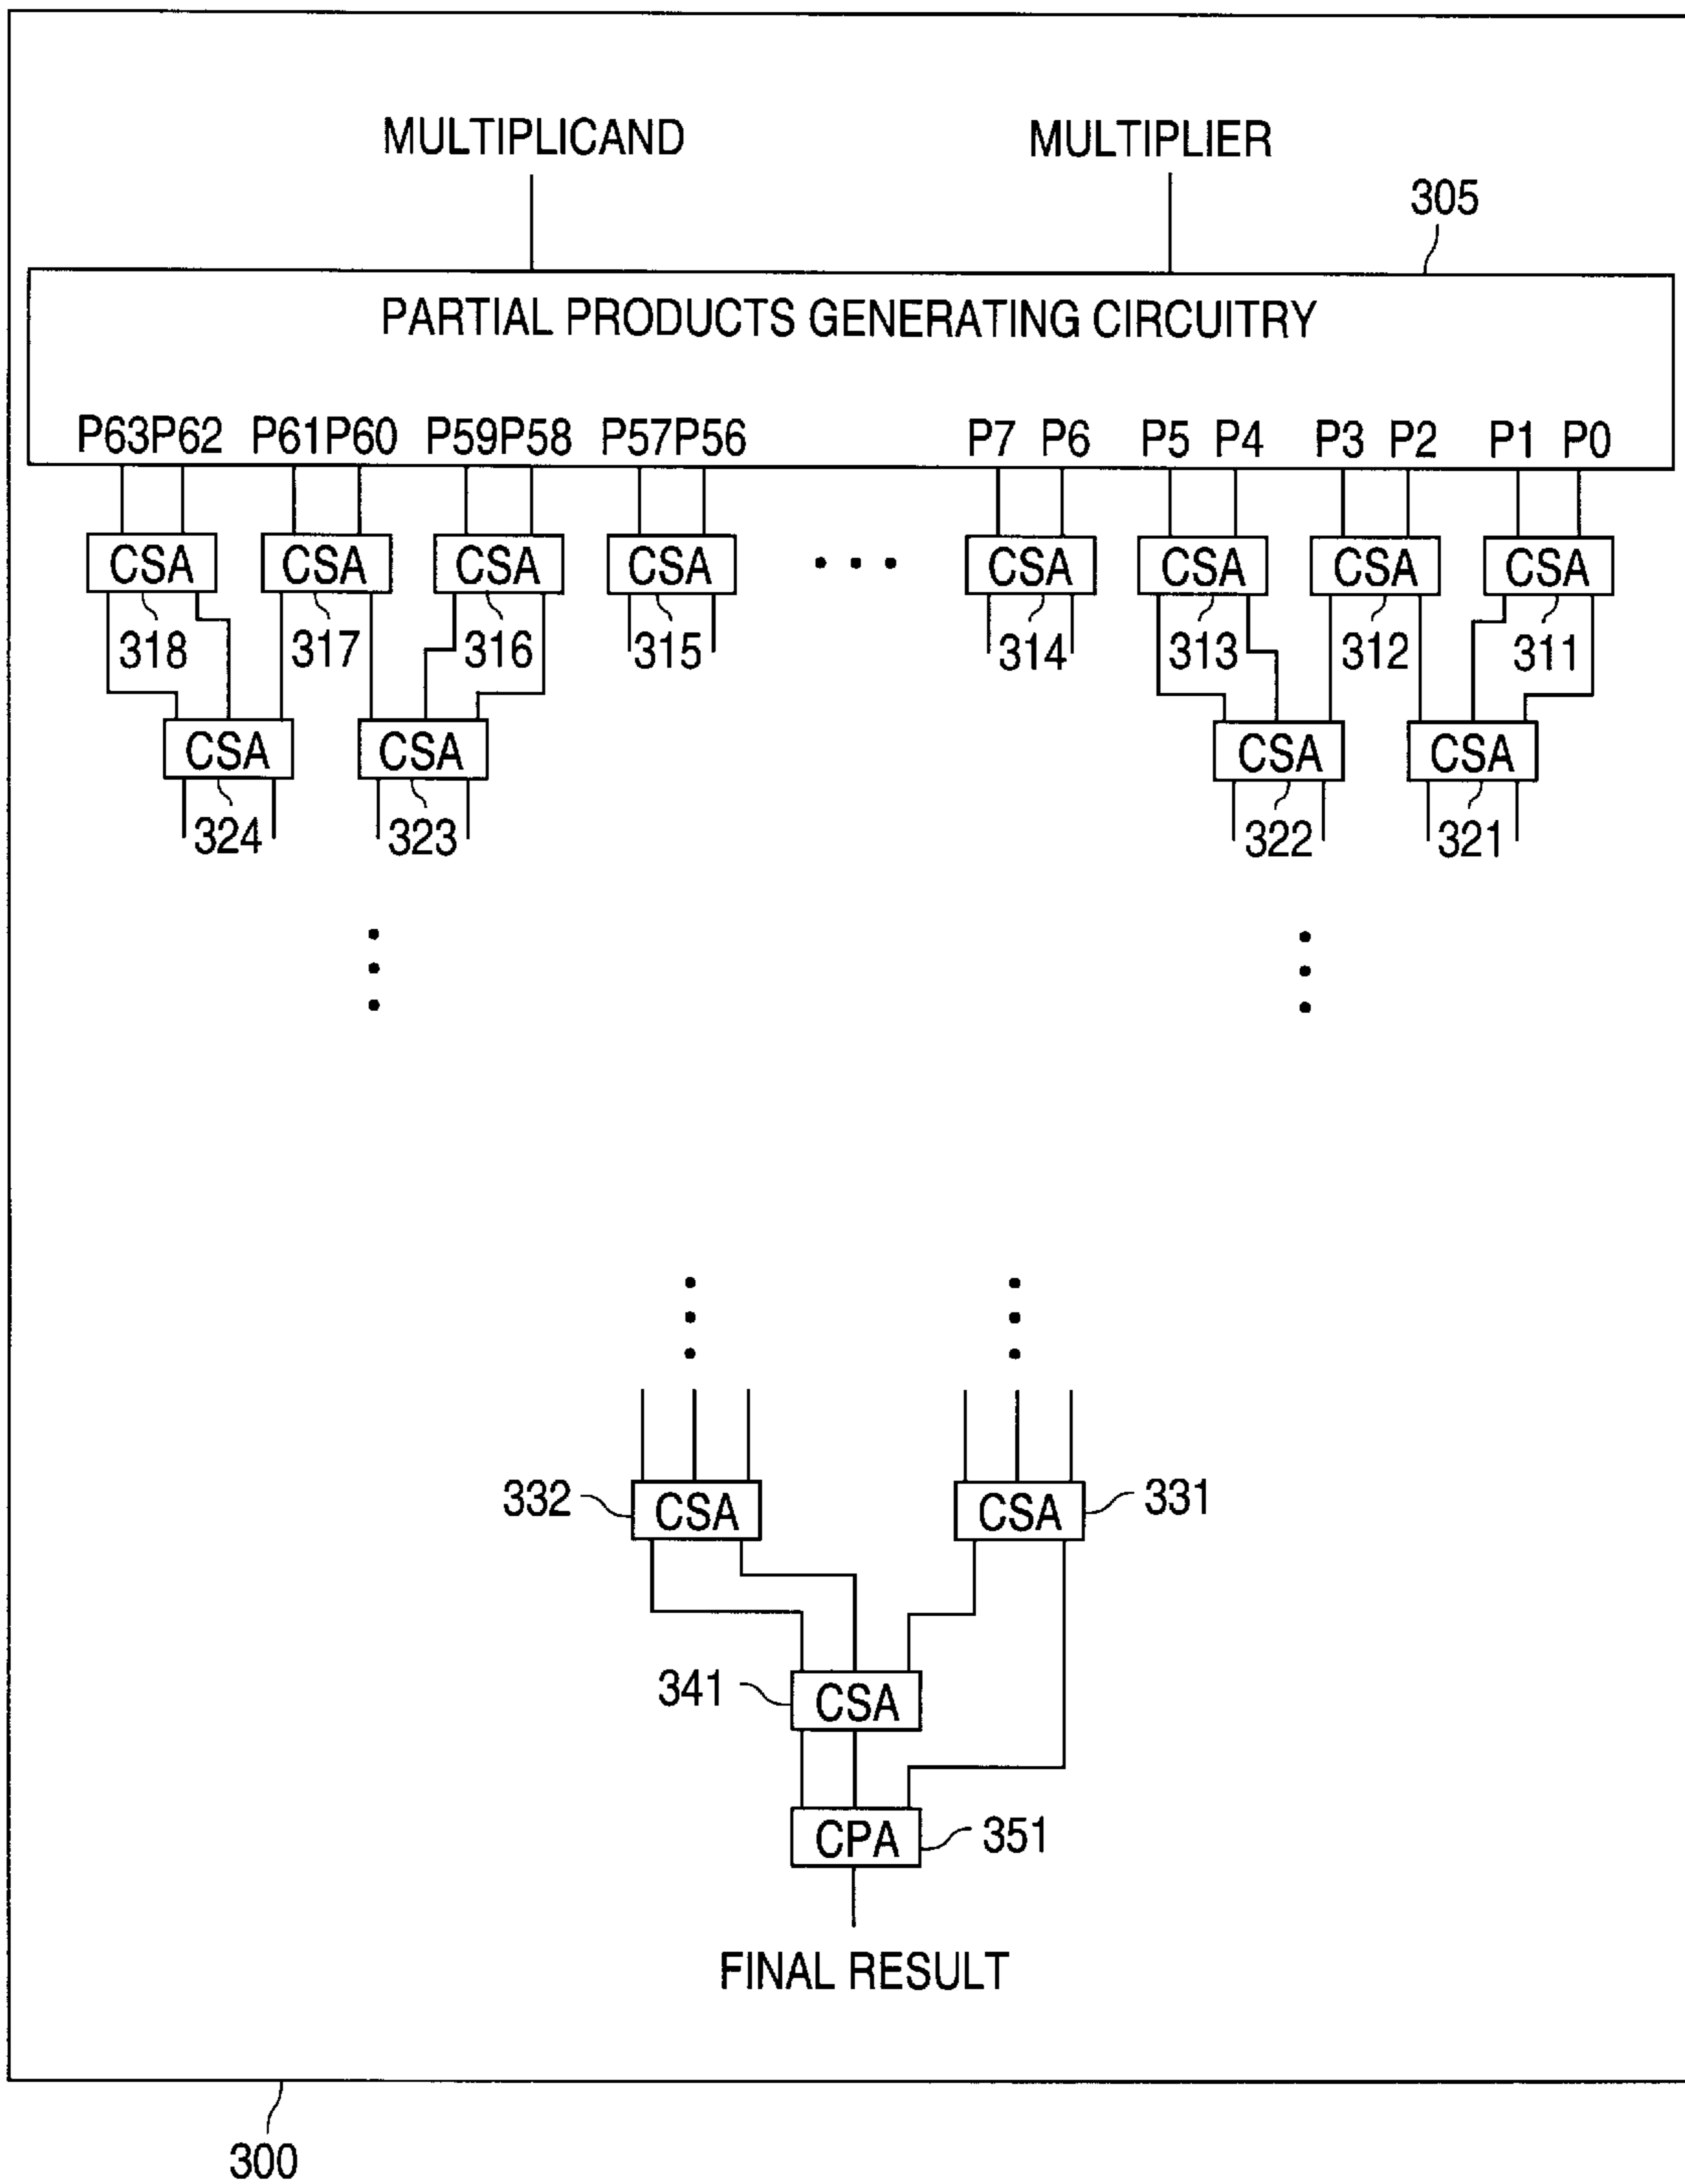 MULTIPLICAND MULTIPLIER
305
PARTIAL PRODUCTS GENERATING CIRCUITRY
P63P62 P61P60 P59P58 P57P56 P7 P6 P5 P4 P3 P2 P1 P0
CSA CSA CSA CSA ... CSA CSA CSA CSA
318 317 316 315 314 313 312 311
CSA CSA CSA CSA
324 323 322 321
332 CSA CSA 331
341 CSA
CPA 351
FINAL RESULT
300